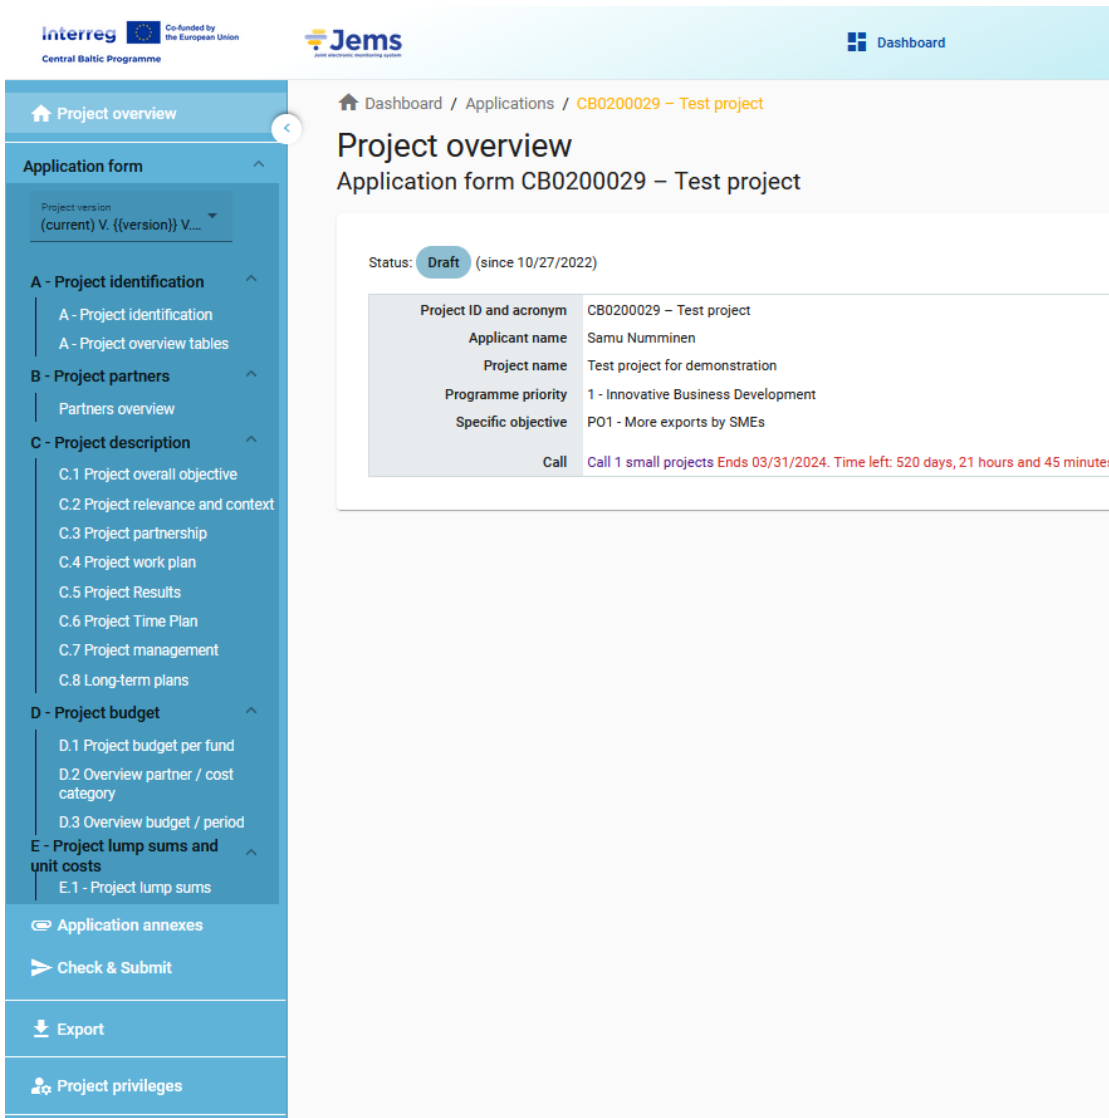 Interreg
Co-funded by
the European Union
Central Baltic Programme
Jems
Joint electronic monitoring system
Dashboard
Project overview
Application form
Project version
(current) V. {{version}} V....
A - Project identification
A - Project identification
A - Project overview tables
B - Project partners
Partners overview
C - Project description
C.1 Project overall objective
C.2 Project relevance and context
C.3 Project partnership
C.4 Project work plan
C.5 Project Results
C.6 Project Time Plan
C.7 Project management
C.8 Long-term plans
D - Project budget
D.1 Project budget per fund
D.2 Overview partner / cost
category
D.3 Overview budget / period
E - Project lump sums and
unit costs
E.1 - Project lump sums
Application annexes
Check & Submit
Export
Project privileges
Dashboard / Applications / CB0200029 – Test project
Project overview
Application form CB0200029 – Test project
Status: Draft (since 10/27/2022)
Project ID and acronym CB0200029 – Test project
Applicant name Samu Numminen
Project name Test project for demonstration
Programme priority 1 - Innovative Business Development
Specific objective PO1 - More exports by SMEs
Call Call 1 small projects Ends 03/31/2024. Time left: 520 days, 21 hours and 45 minutes